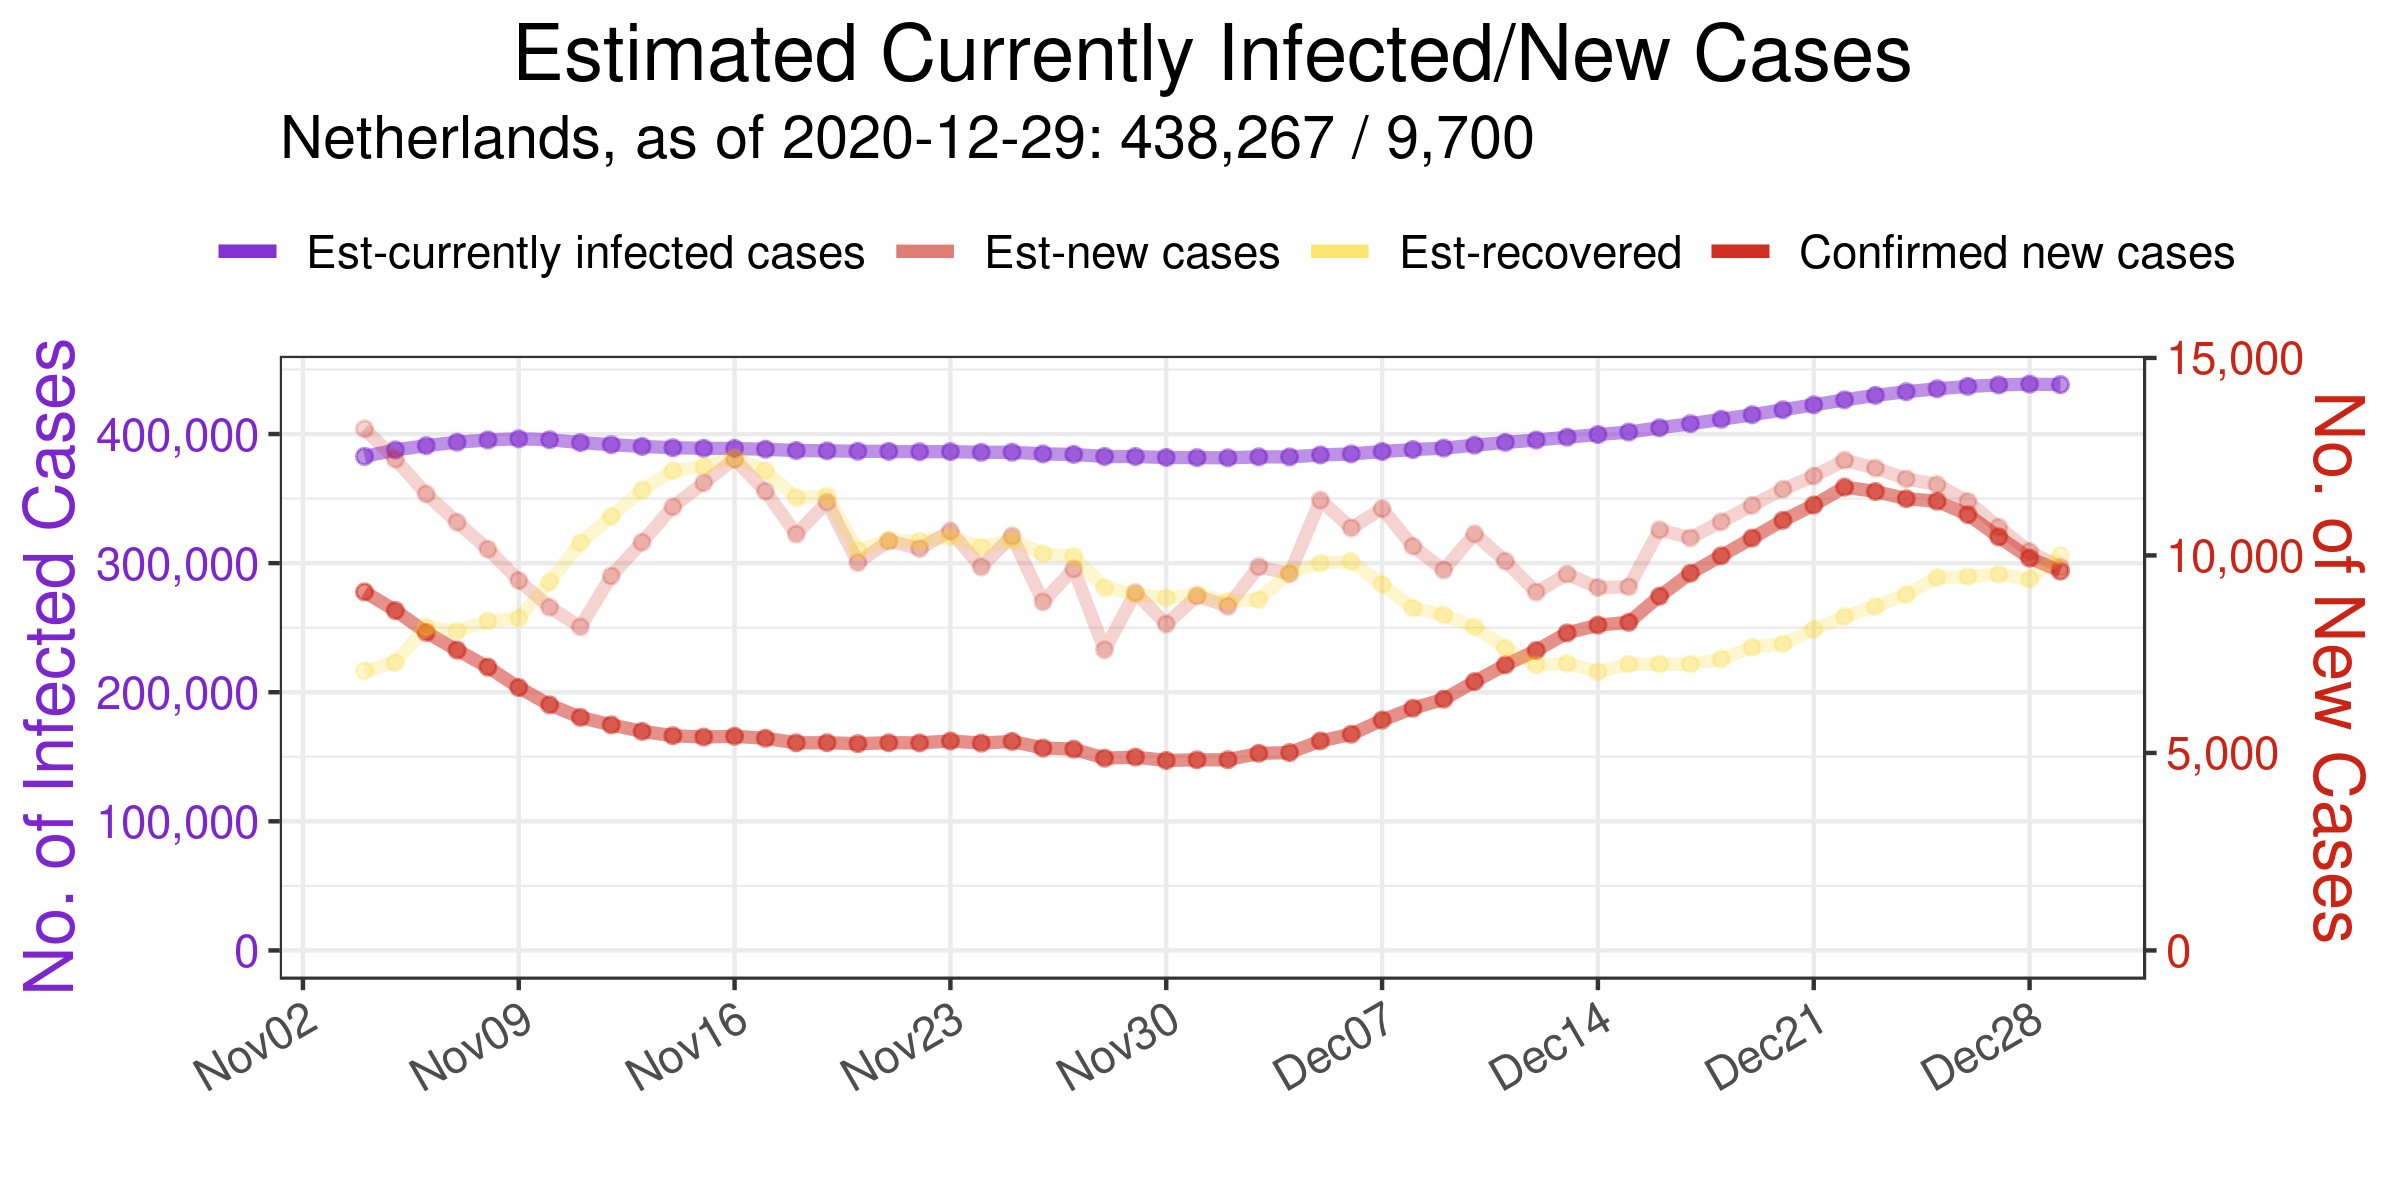 Estimated Currently Infected/New Cases
Netherlands, as of 2020-12-29: 438,267 / 9,700
Est-currently infected cases Est-new cases Est-recovered Confirmed new cases
No. of Infected Cases
400,000
300,000
200,000
100,000
0
15,000
10,000
5,000
0
No. of New Cases
Nov02 Nov09 Nov16 Nov23 Nov30 Dec07 Dec14 Dec21 Dec28